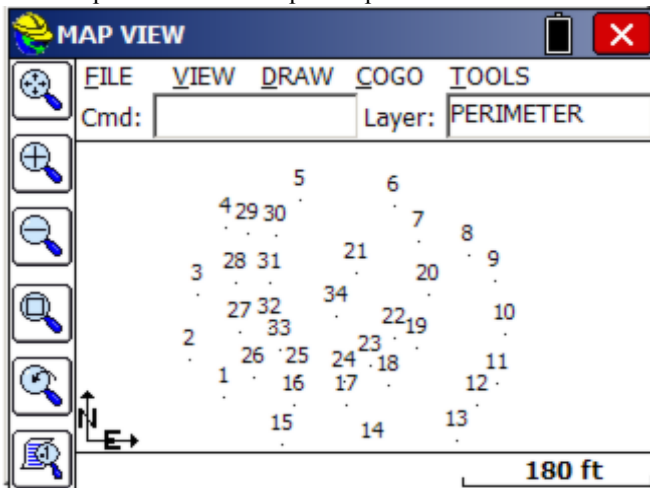 MAP VIEW
FILE VIEW DRAW COGO TOOLS
Cmd: Layer: PERIMETER
5 6
4 29 30 7
8
21
28 31 9
3 20
34
27 32 22 10
33 19
2
23
26 25 24 18 11
1 16 17 12
15 14 13
N
E
180 ft